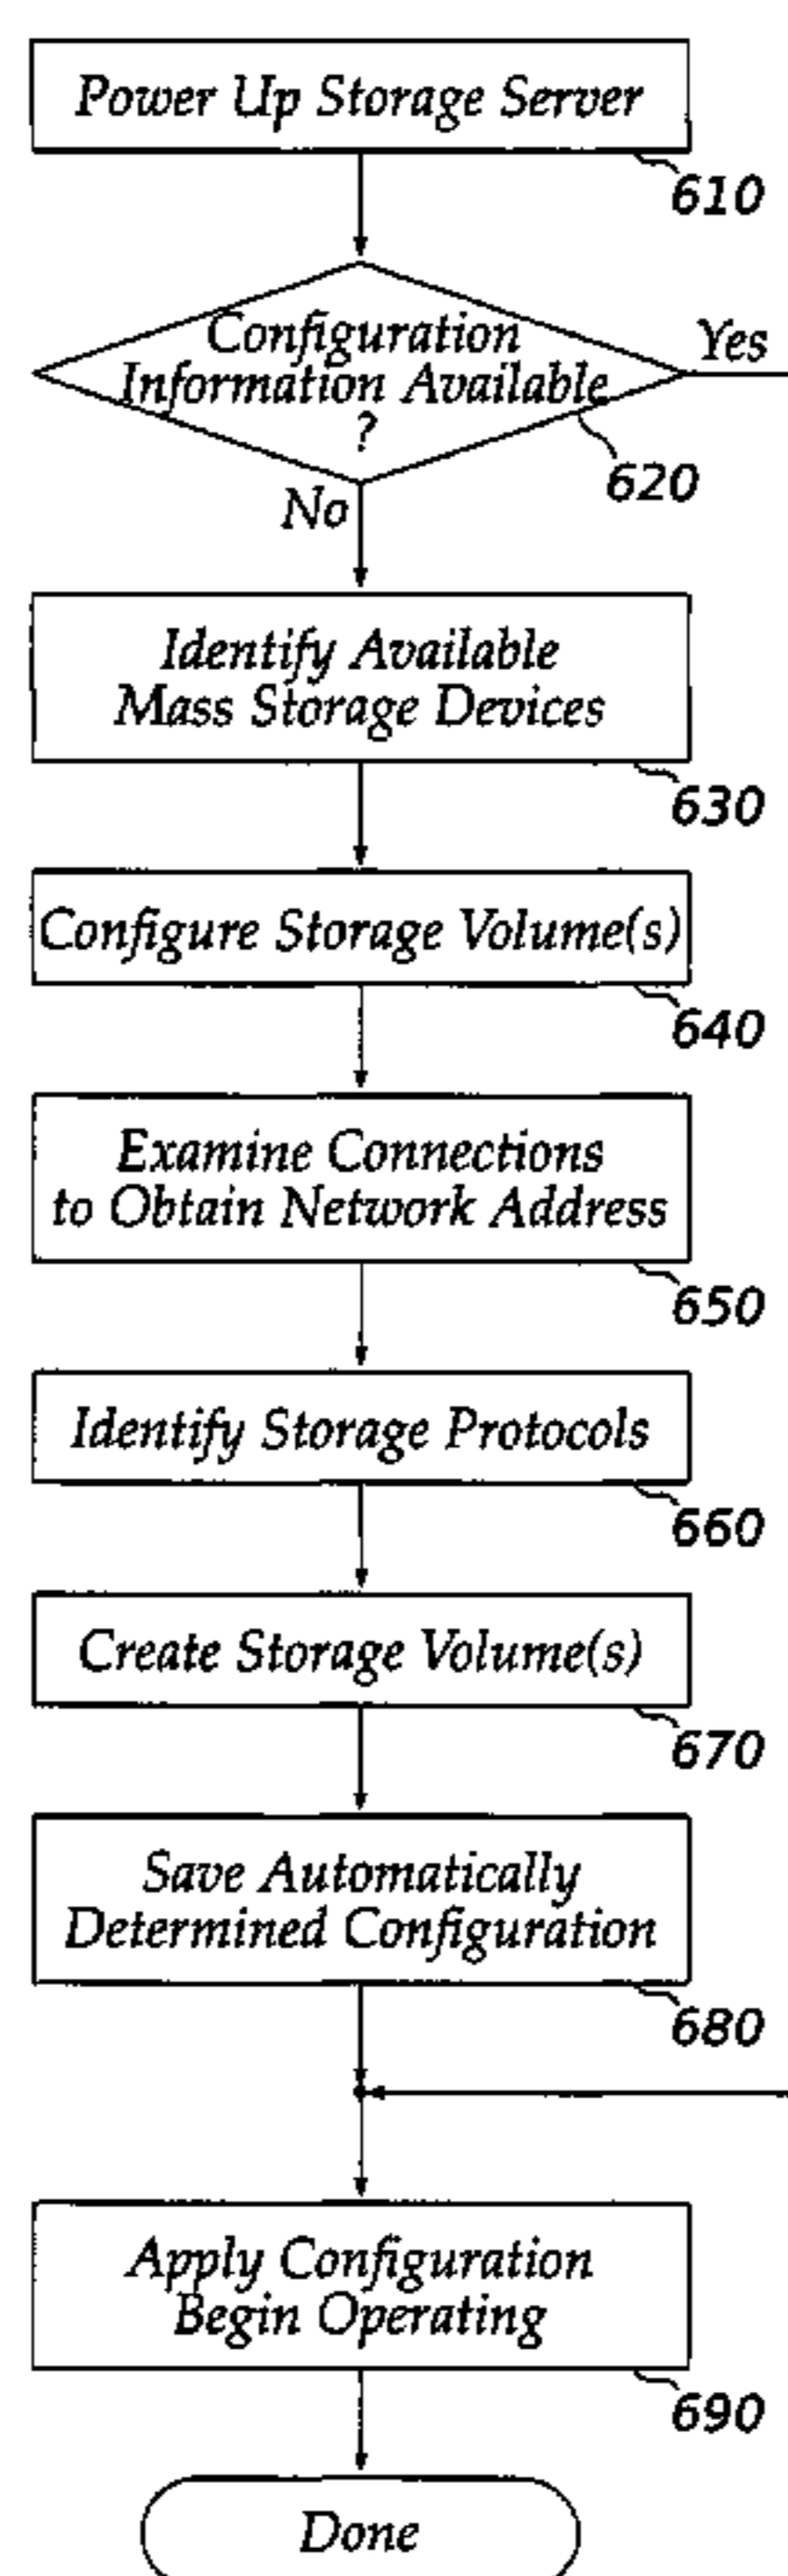 Power Up Storage Server
610
Configuration
Information Available
?
Yes
620
No
Identify Available
Mass Storage Devices
630
Configure Storage Volume(s)
640
Examine Connections
to Obtain Network Address
650
Identify Storage Protocols
660
Create Storage Volume(s)
670
Save Automatically
Determined Configuration
680
Apply Configuration
Begin Operating
690
Done